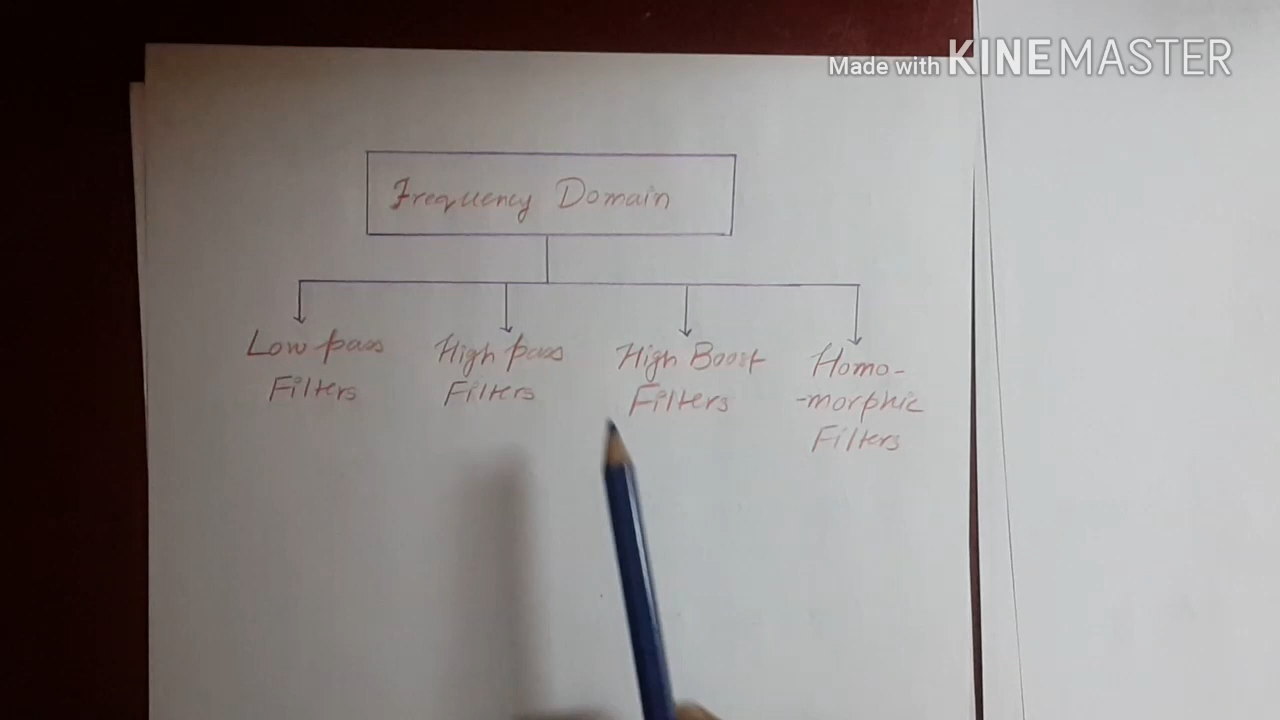 Made with KINEMASTER
Frequency Domain
Low pass
Filters
High pass
Filters
High Boost
Filters
Homo-
-morphic
Filters